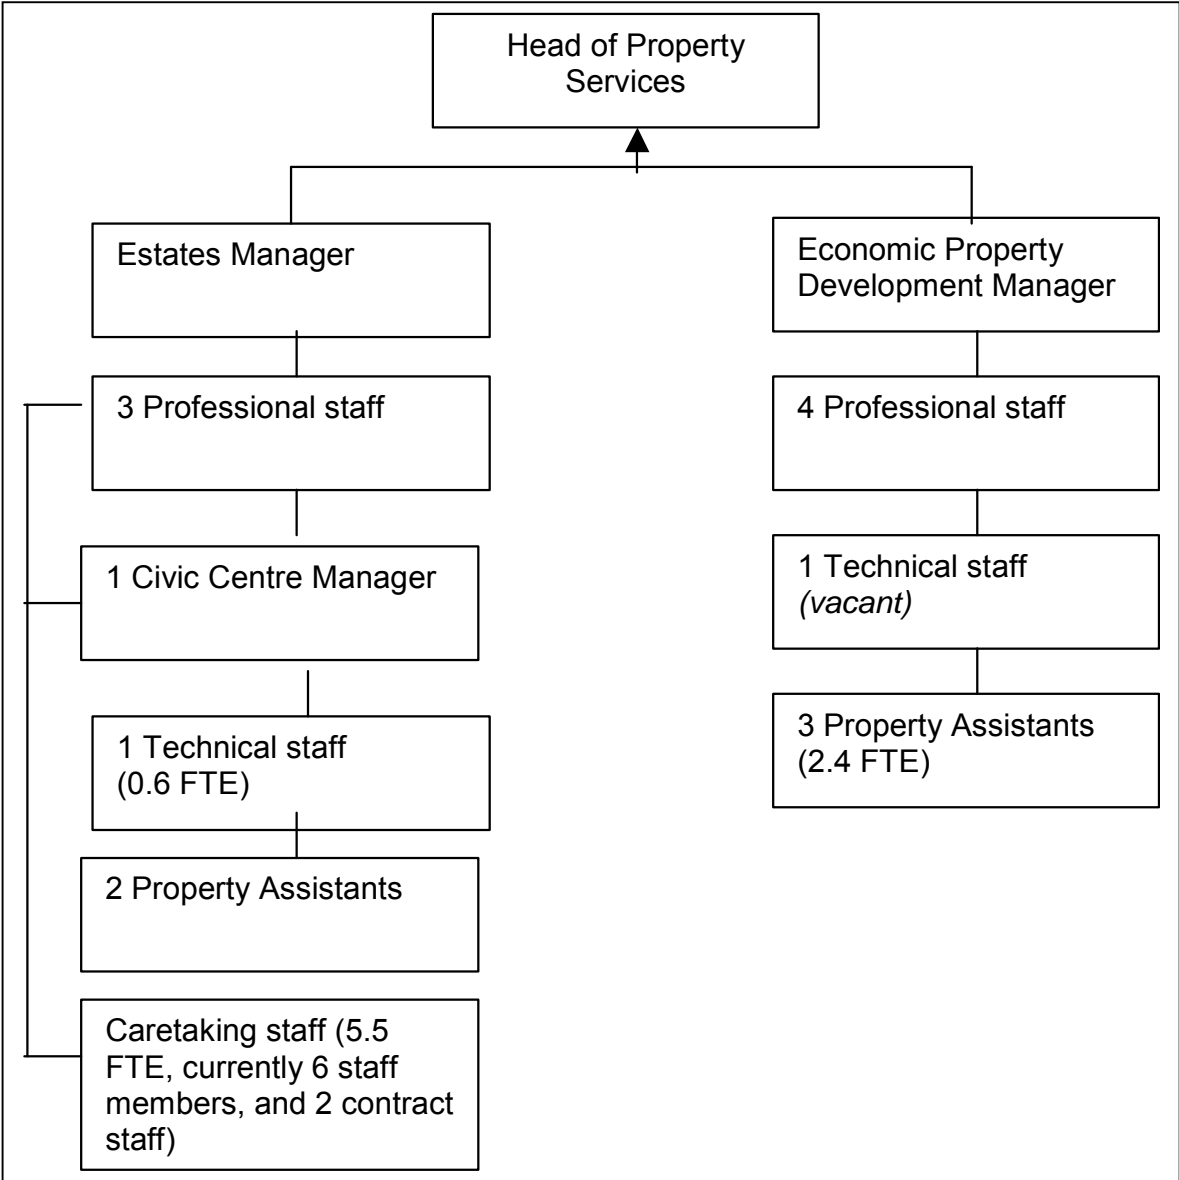 Head of Property
Services
Estates Manager
Economic Property
Development Manager
3 Professional staff
4 Professional staff
1 Civic Centre Manager
1 Technical staff
(vacant)
1 Technical staff
(0.6 FTE)
3 Property Assistants
(2.4 FTE)
2 Property Assistants
Caretaking staff (5.5
FTE, currently 6 staff
members, and 2 contract
staff)